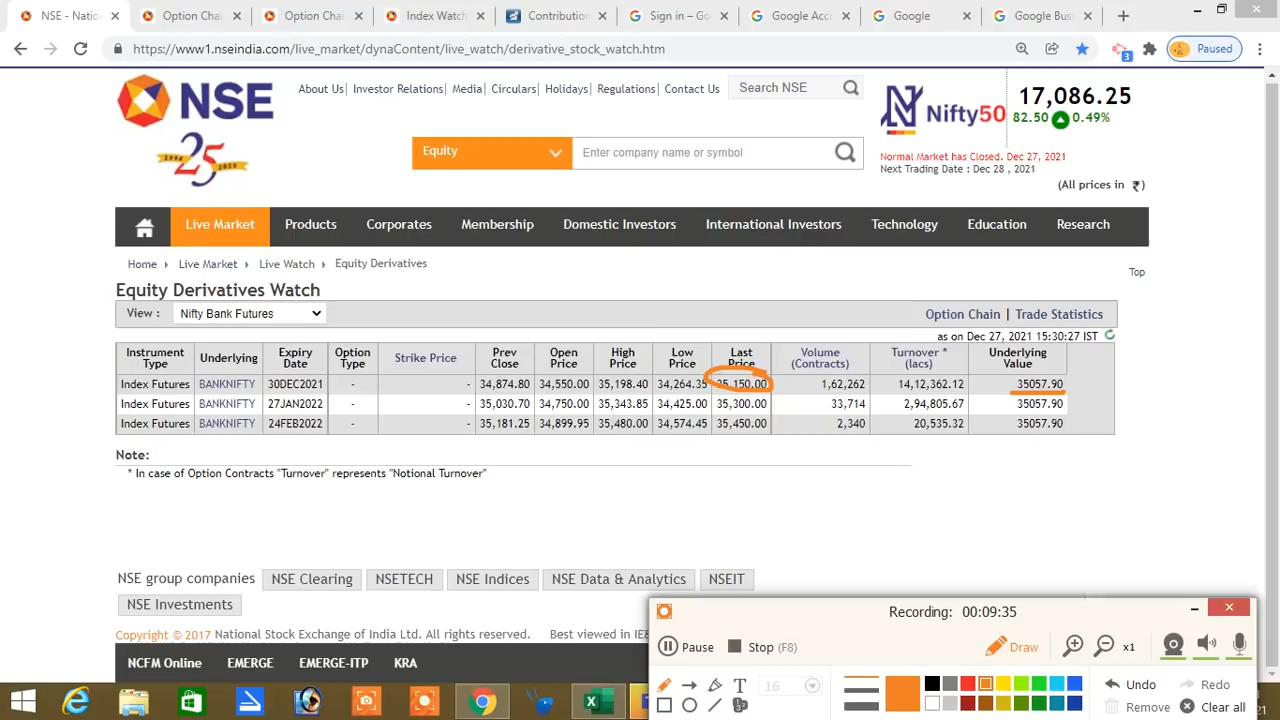 NSE - Natio
Option Chai
Option Chai
Index Watch
Contribution
Sign in – Go
Google Acco
Google
Google Busi
https://www1.nseindia.com/live_market/dynaContent/live_watch/derivative_stock_watch.htm
3
Paused
NSE
25
About Us | Investor Relations | Media | Circulars | Holidays | Regulations | Contact Us
Search NSE
Nifty50
17,086.25
82.50 0.49%
Equity
Enter company name or symbol
Normal Market has Closed. Dec 27, 2021
Next Trading Date : Dec 28 , 2021
(All prices in ₹)
Live Market Products Corporates Membership Domestic Investors International Investors Technology Education Research
Home Live Market Live Watch Equity Derivatives
Top
Equity Derivatives Watch
View : Nifty Bank Futures
Option Chain | Trade Statistics
as on Dec 27, 2021 15:30:27 IST
Instrument Type Underlying Expiry Date Option Type Strike Price Prev Close Open Price High Price Low Price Last Price Volume (Contracts) Turnover * (lacs) Underlying Value
Index Futures BANKNIFTY 30DEC2021 - - 34,874.80 34,550.00 35,198.40 34,264.35 35,150.00 1,62,262 14,12,362.12 35057.90
Index Futures BANKNIFTY 27JAN2022 - - 35,030.70 34,750.00 35,343.85 34,425.00 35,300.00 33,714 2,94,805.67 35057.90
Index Futures BANKNIFTY 24FEB2022 - - 35,181.25 34,899.95 35,480.00 34,574.45 35,450.00 2,340 20,535.32 35057.90
Note:
* In case of Option Contracts "Turnover" represents "Notional Turnover"
NSE group companies NSE Clearing NSETECH NSE Indices NSE Data & Analytics NSEIT
NSE Investments
Copyright © 2017 National Stock Exchange of India Ltd. All rights reserved. Best viewed in IE8
NCFM Online EMERGE EMERGE-ITP KRA
Recording: 00:09:35
Pause Stop (F8) Draw x1
T 16
Undo Redo
Remove Clear all
21